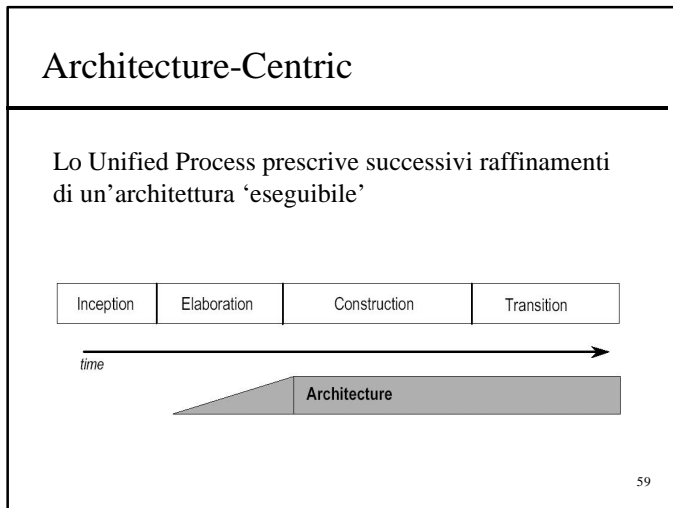 Architecture-Centric
Lo Unified Process prescrive successivi raffinamenti
di un’architettura ‘eseguibile’
Inception Elaboration Construction Transition
time
Architecture
59